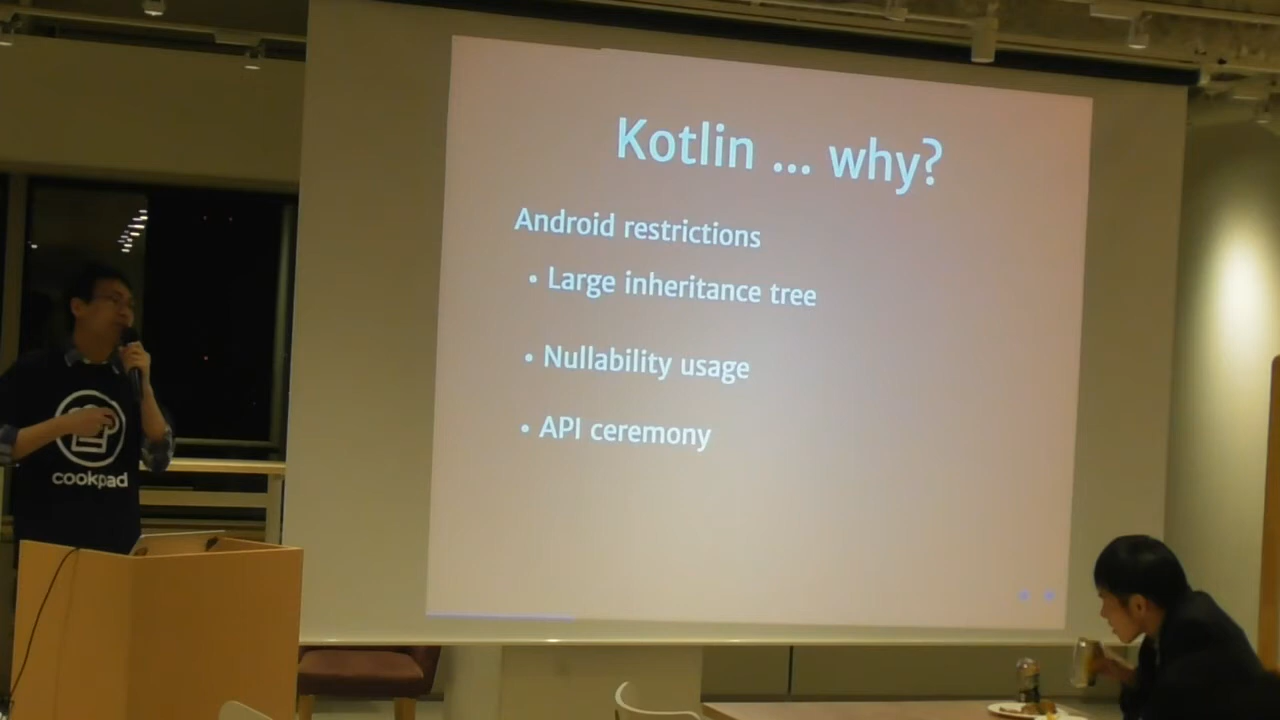 Kotlin ... why?
Android restrictions
• Large inheritance tree
• Nullability usage
• API ceremony
cookpad